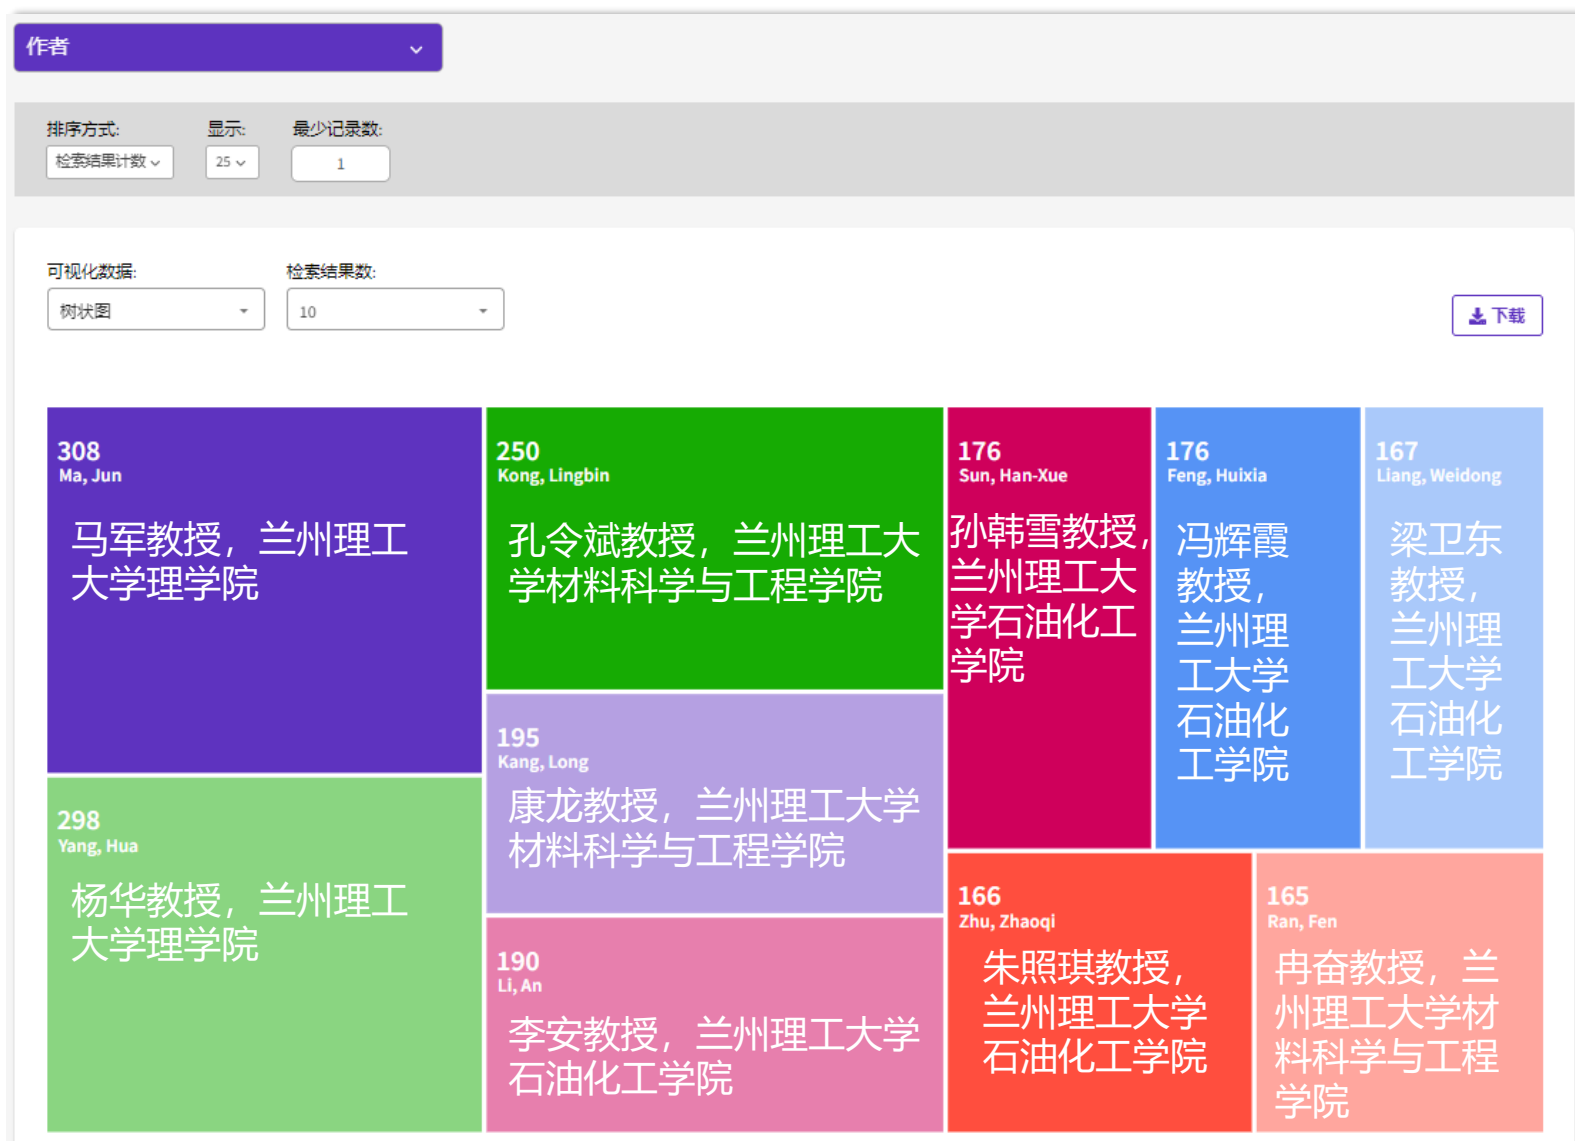 作者
排序方式:
显示:
最少记录数:
检索结果计数
25
1
可视化数据:
检索结果数:
树状图
10
下载
308
Ma, Jun
马军教授，兰州理工
大学理学院
298
Yang, Hua
杨华教授，兰州理工
大学理学院
250
Kong, Lingbin
孔令斌教授，兰州理工大
学材料科学与工程学院
195
Kang, Long
康龙教授，兰州理工大学
材料科学与工程学院
190
Li, An
李安教授，兰州理工大学
石油化工学院
176
Sun, Han-Xue
孙韩雪教授，
兰州理工大
学石油化工
学院
176
Feng, Huixia
冯辉霞
教授，
兰州理
工大学
石油化
工学院
167
Liang, Weidong
梁卫东
教授，
兰州理
工大学
石油化
工学院
166
Zhu, Zhaoqi
朱照琪教授，
兰州理工大学
石油化工学院
165
Ran, Fen
冉奋教授，兰
州理工大学材
料科学与工程
学院